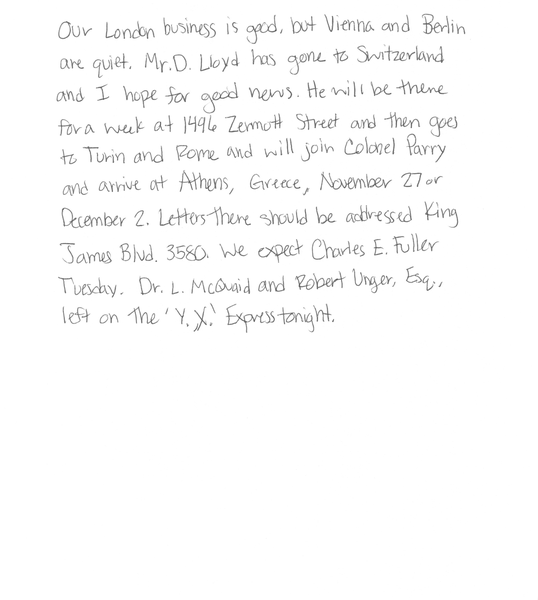 Our London business is good, but Vienna and Berlin
are quiet. Mr. D. Lloyd has gone to Switzerland
and I hope for good news. He will be there
for a week at 1496 Zermott Street and then goes
to Turin and Rome and will join Colonel Parry
and arrive at Athens, Greece, November 27 or
December 2. Letters there should be addressed King
James Blvd. 3580. We expect Charles E. Fuller
Tuesday. Dr. L. McQuaid and Robert Unger, Esq.,
left on the 'Y.X.' Express tonight.